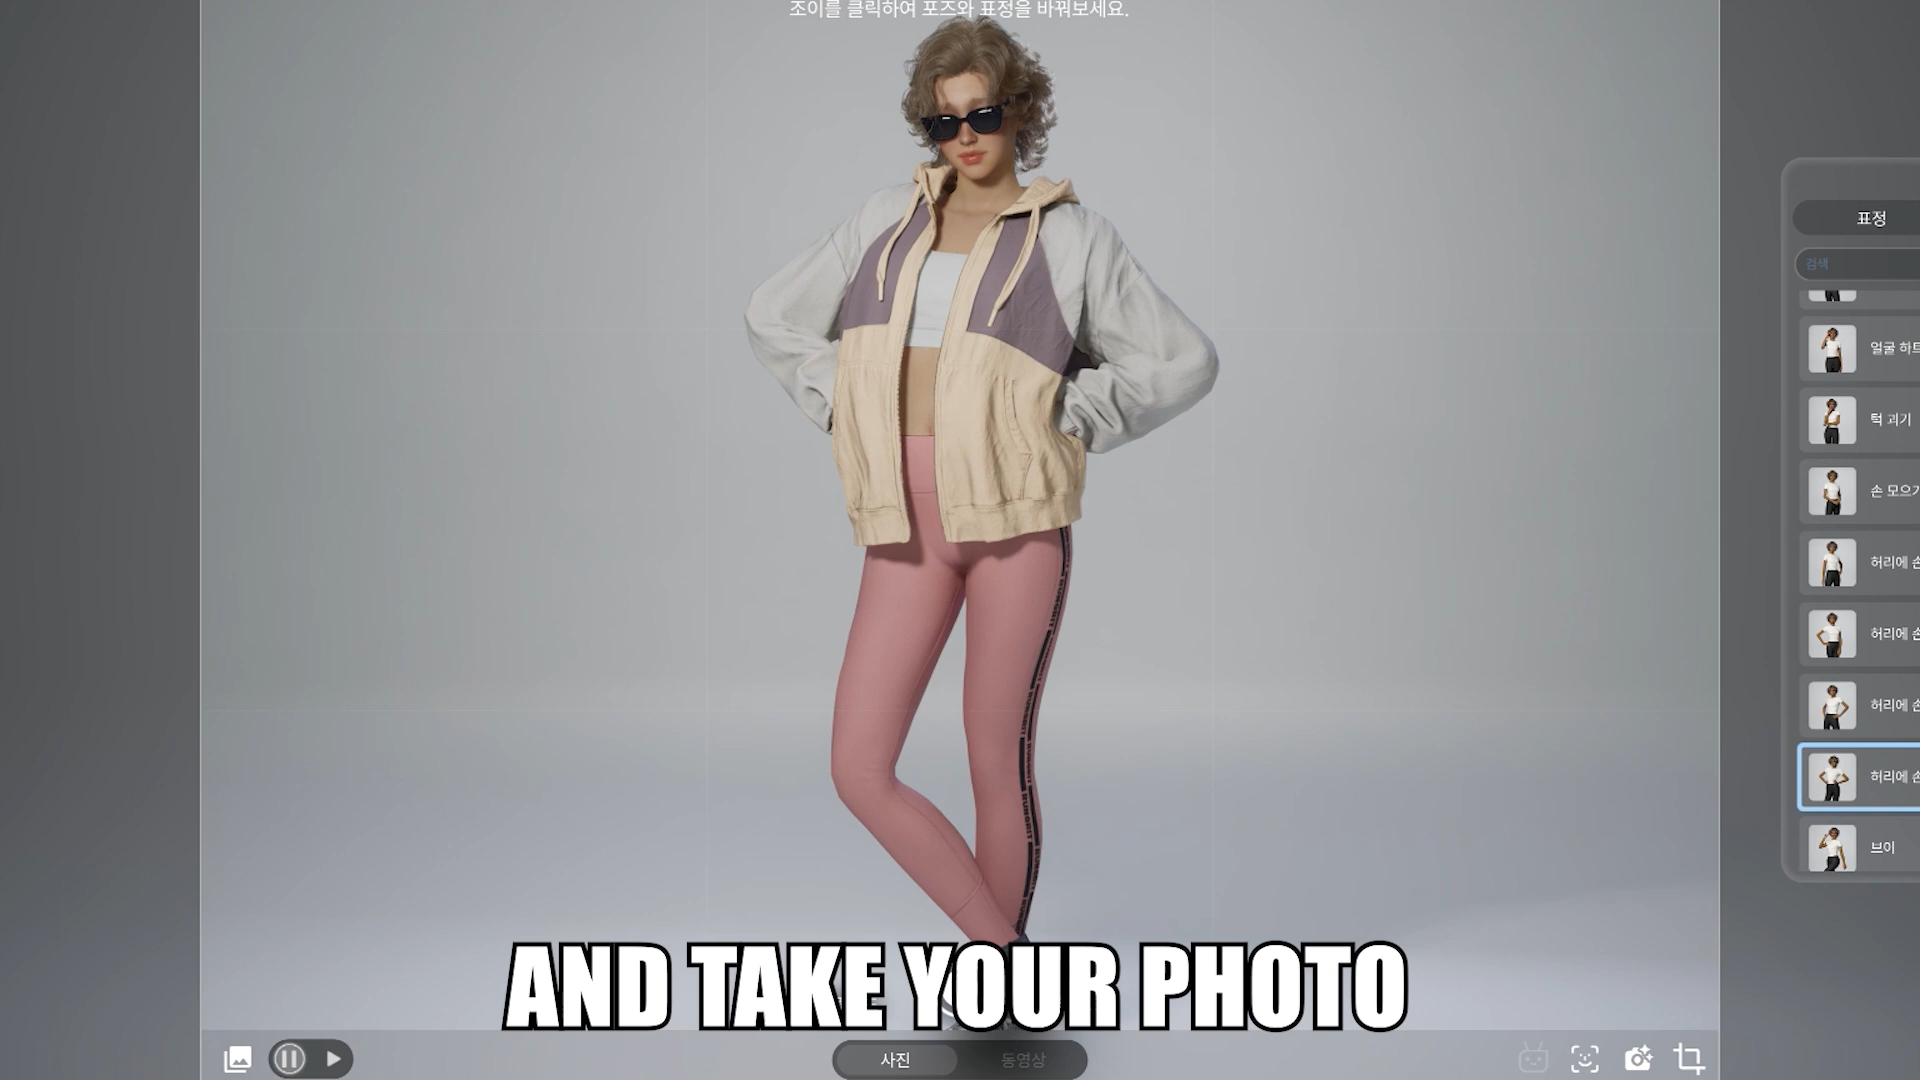 조이를 클릭하여 포즈와 표정을 바꿔보세요.
표정
검색
얼굴 하트
턱 괴기
손 모으기
허리에 손
허리에 손
허리에 손
허리에 손
브이
AND TAKE YOUR PHOTO
사진
동영상